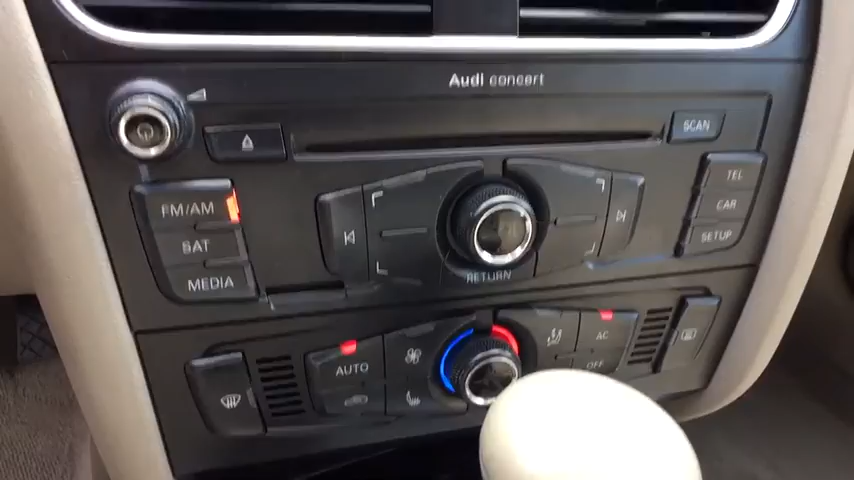 Audi concert
SCAN
FM/AM
SAT
MEDIA
RETURN
TEL
CAR
SETUP
AUTO
AC
OFF